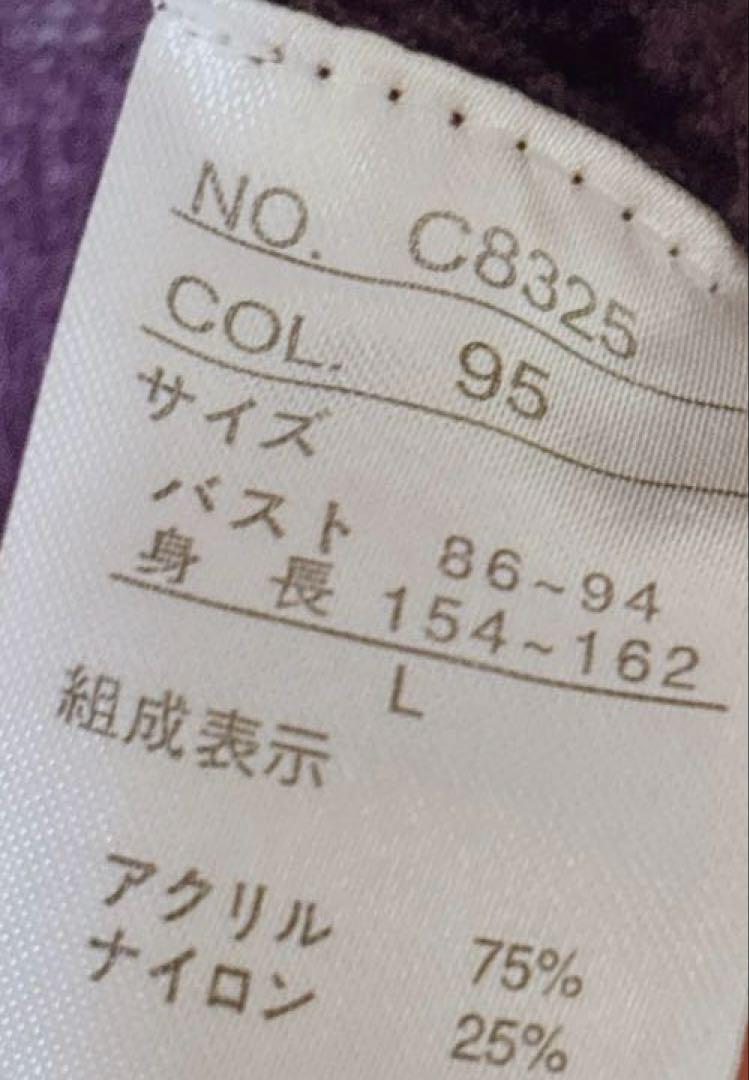 NO. C8325
COL. 95
サイズ
バスト 86~94
身長 154~162
L
組成表示
アクリル 75%
ナイロン 25%